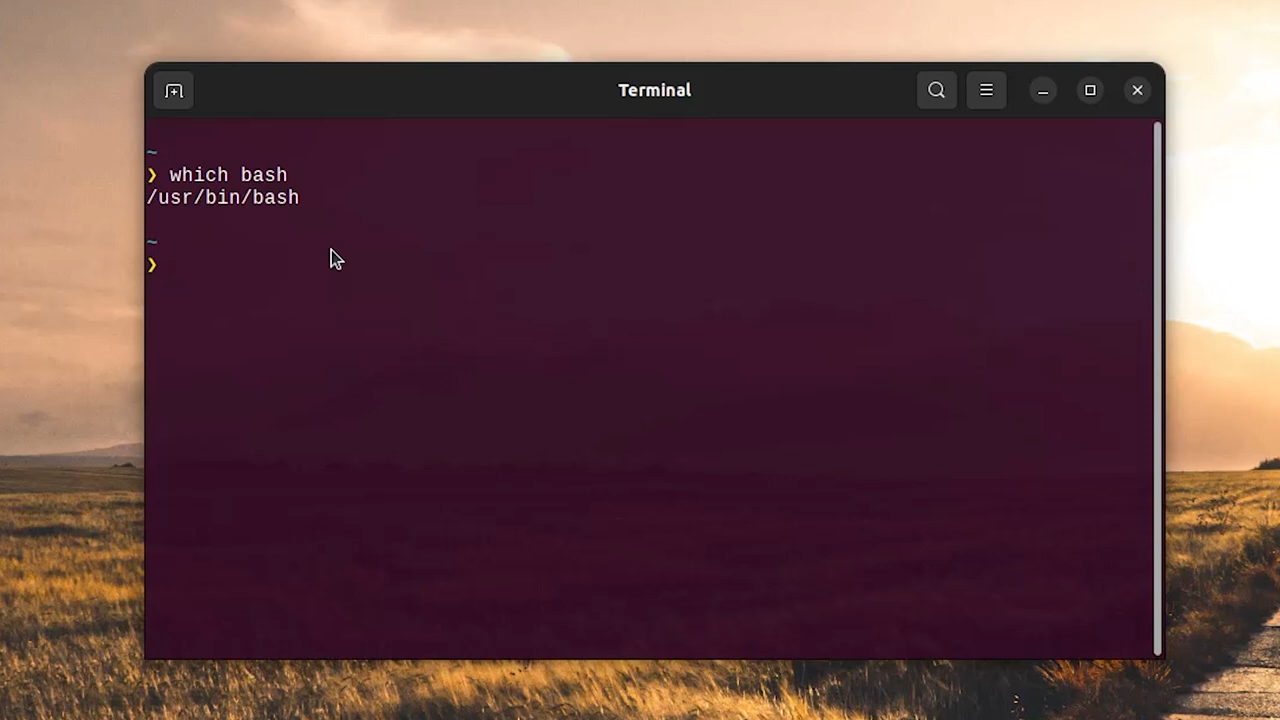 Terminal
~
❯ which bash
/usr/bin/bash
~
❯